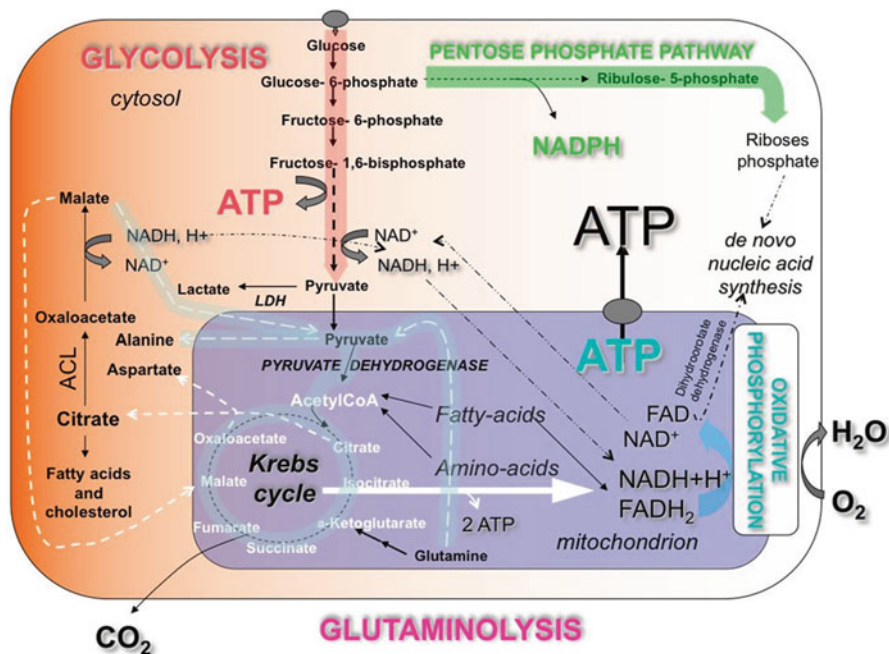 GLYCOLYSIS
cytosol
Glucose
Glucose- 6-phosphate
Fructose- 6-phosphate
Fructose- 1,6-bisphosphate
ATP
PENTOSE PHOSPHATE PATHWAY
Ribulose- 5-phosphate
NADPH
Riboses
phosphate
de novo
nucleic acid
synthesis
Malate
NADH, H+
NAD+
NAD+
NADH, H+
Lactate
LDH
Pyruvate
ATP
Oxaloacetate
ACL
Alanine
Aspartate
Citrate
Fatty acids
and
cholesterol
Pyruvate
PYRUVATE DEHYDROGENASE
AcetylCoA
Fatty-acids
Amino-acids
Oxaloacetate
Citrate
Malate
Krebs
cycle
Isocitrate
Fumarate
a-Ketoglutarate
Succinate
Glutamine
2 ATP
ATP
Dihydroorotate
dehydrogenase
FAD
NAD+
NADH+H+
FADH2
mitochondrion
OXIDATIVE
PHOSPHORYLATION
H2O
O2
CO2
GLUTAMINOLYSIS